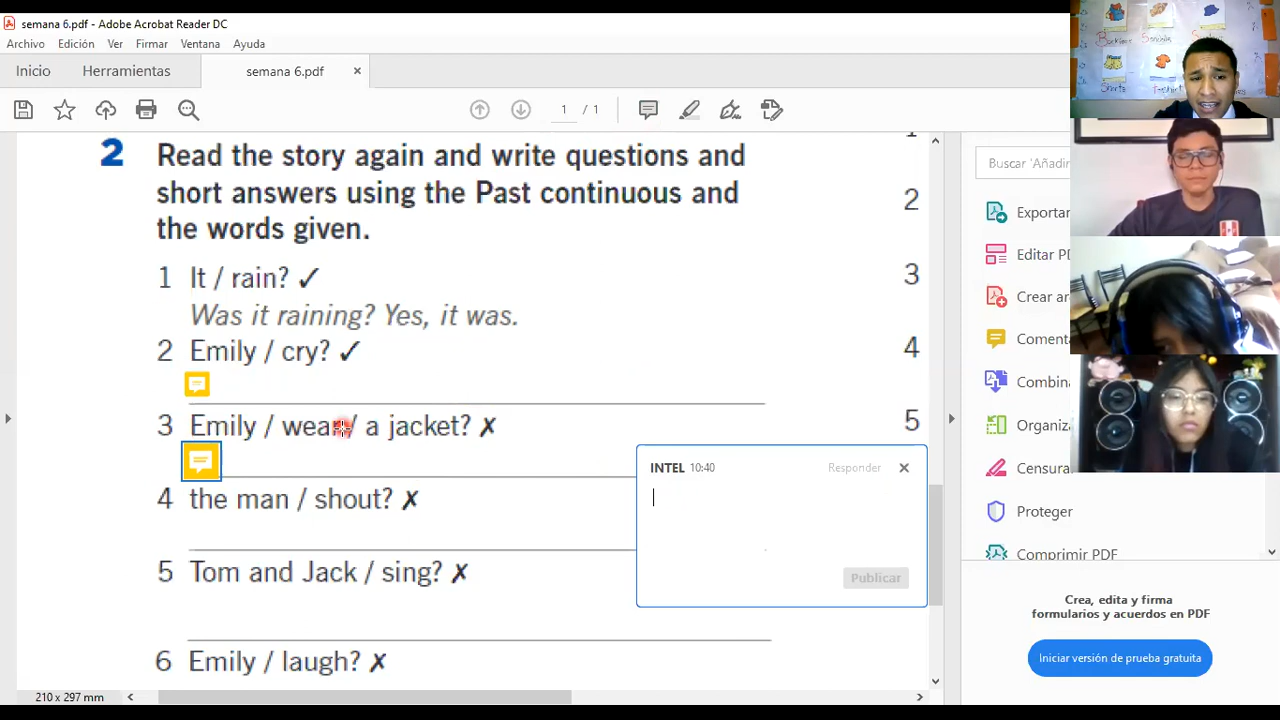 semana 6.pdf - Adobe Acrobat Reader DC
Archivo Edición Ver Firmar Ventana Ayuda
Inicio Herramientas semana 6.pdf ×
1 / 1
2 Read the story again and write questions and
short answers using the Past continuous and
the words given.
1 It / rain? ✓
Was it raining? Yes, it was.
2 Emily / cry? ✓
3 Emily / wear / a jacket? ✗
4 the man / shout? ✗
5 Tom and Jack / sing? ✗
6 Emily / laugh? ✗
1
2
3
4
5
INTEL 10:40 Responder ×
Publicar
Buscar 'Añadi
Exportar
Editar PD
Crear ar
Comenta
Combina
Organiza
Censura
Proteger
Comprimir PDF
Crea, edita y firma
formularios y acuerdos en PDF
Iniciar versión de prueba gratuita
210 x 297 mm